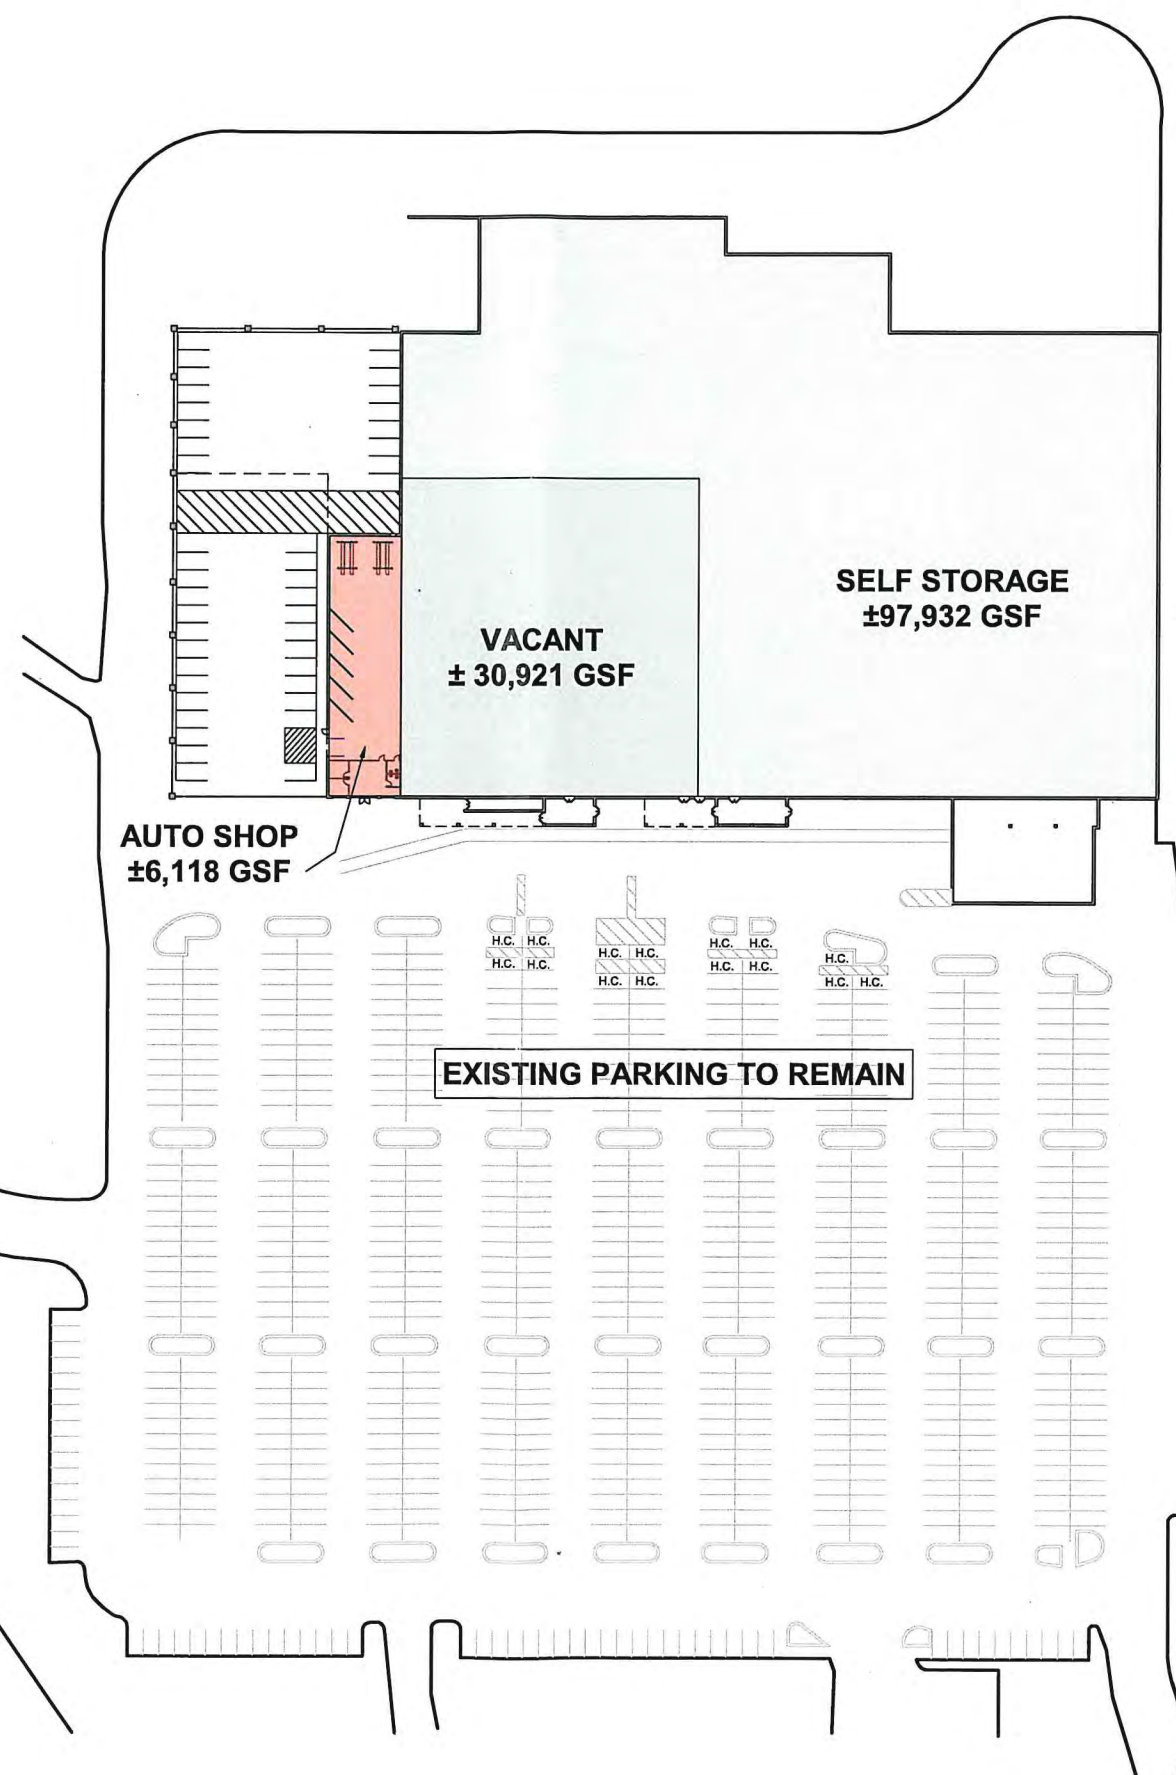 SELF STORAGE
±97,932 GSF
VACANT
± 30,921 GSF
AUTO SHOP
±6,118 GSF
H.C. H.C.
H.C. H.C.
H.C. H.C.
H.C. H.C.
H.C. H.C.
H.C. H.C.
H.C.
H.C. H.C.
EXISTING PARKING TO REMAIN